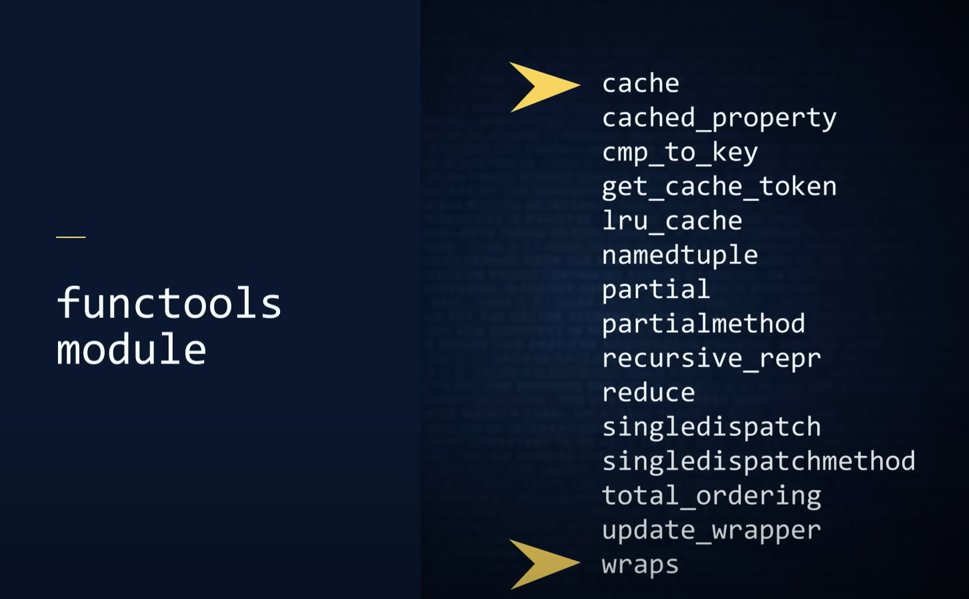 functools
module
cache
cached_property
cmp_to_key
get_cache_token
lru_cache
namedtuple
partial
partialmethod
recursive_repr
reduce
singledispatch
singledispatchmethod
total_ordering
update_wrapper
wraps